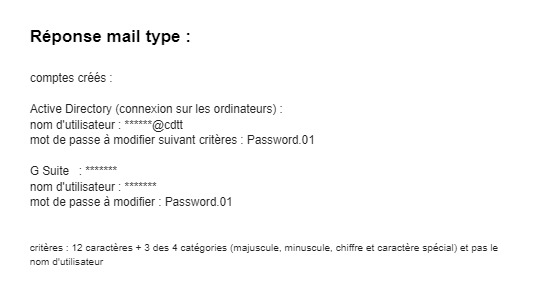 Réponse mail type :
comptes créés :
Active Directory (connexion sur les ordinateurs) :
nom d'utilisateur : ******@cdtt
mot de passe à modifier suivant critères : Password.01
G Suite : *******
nom d'utilisateur : *******
mot de passe à modifier : Password.01
critères : 12 caractères + 3 des 4 catégories (majuscule, minuscule, chiffre et caractère spécial) et pas le
nom d'utilisateur